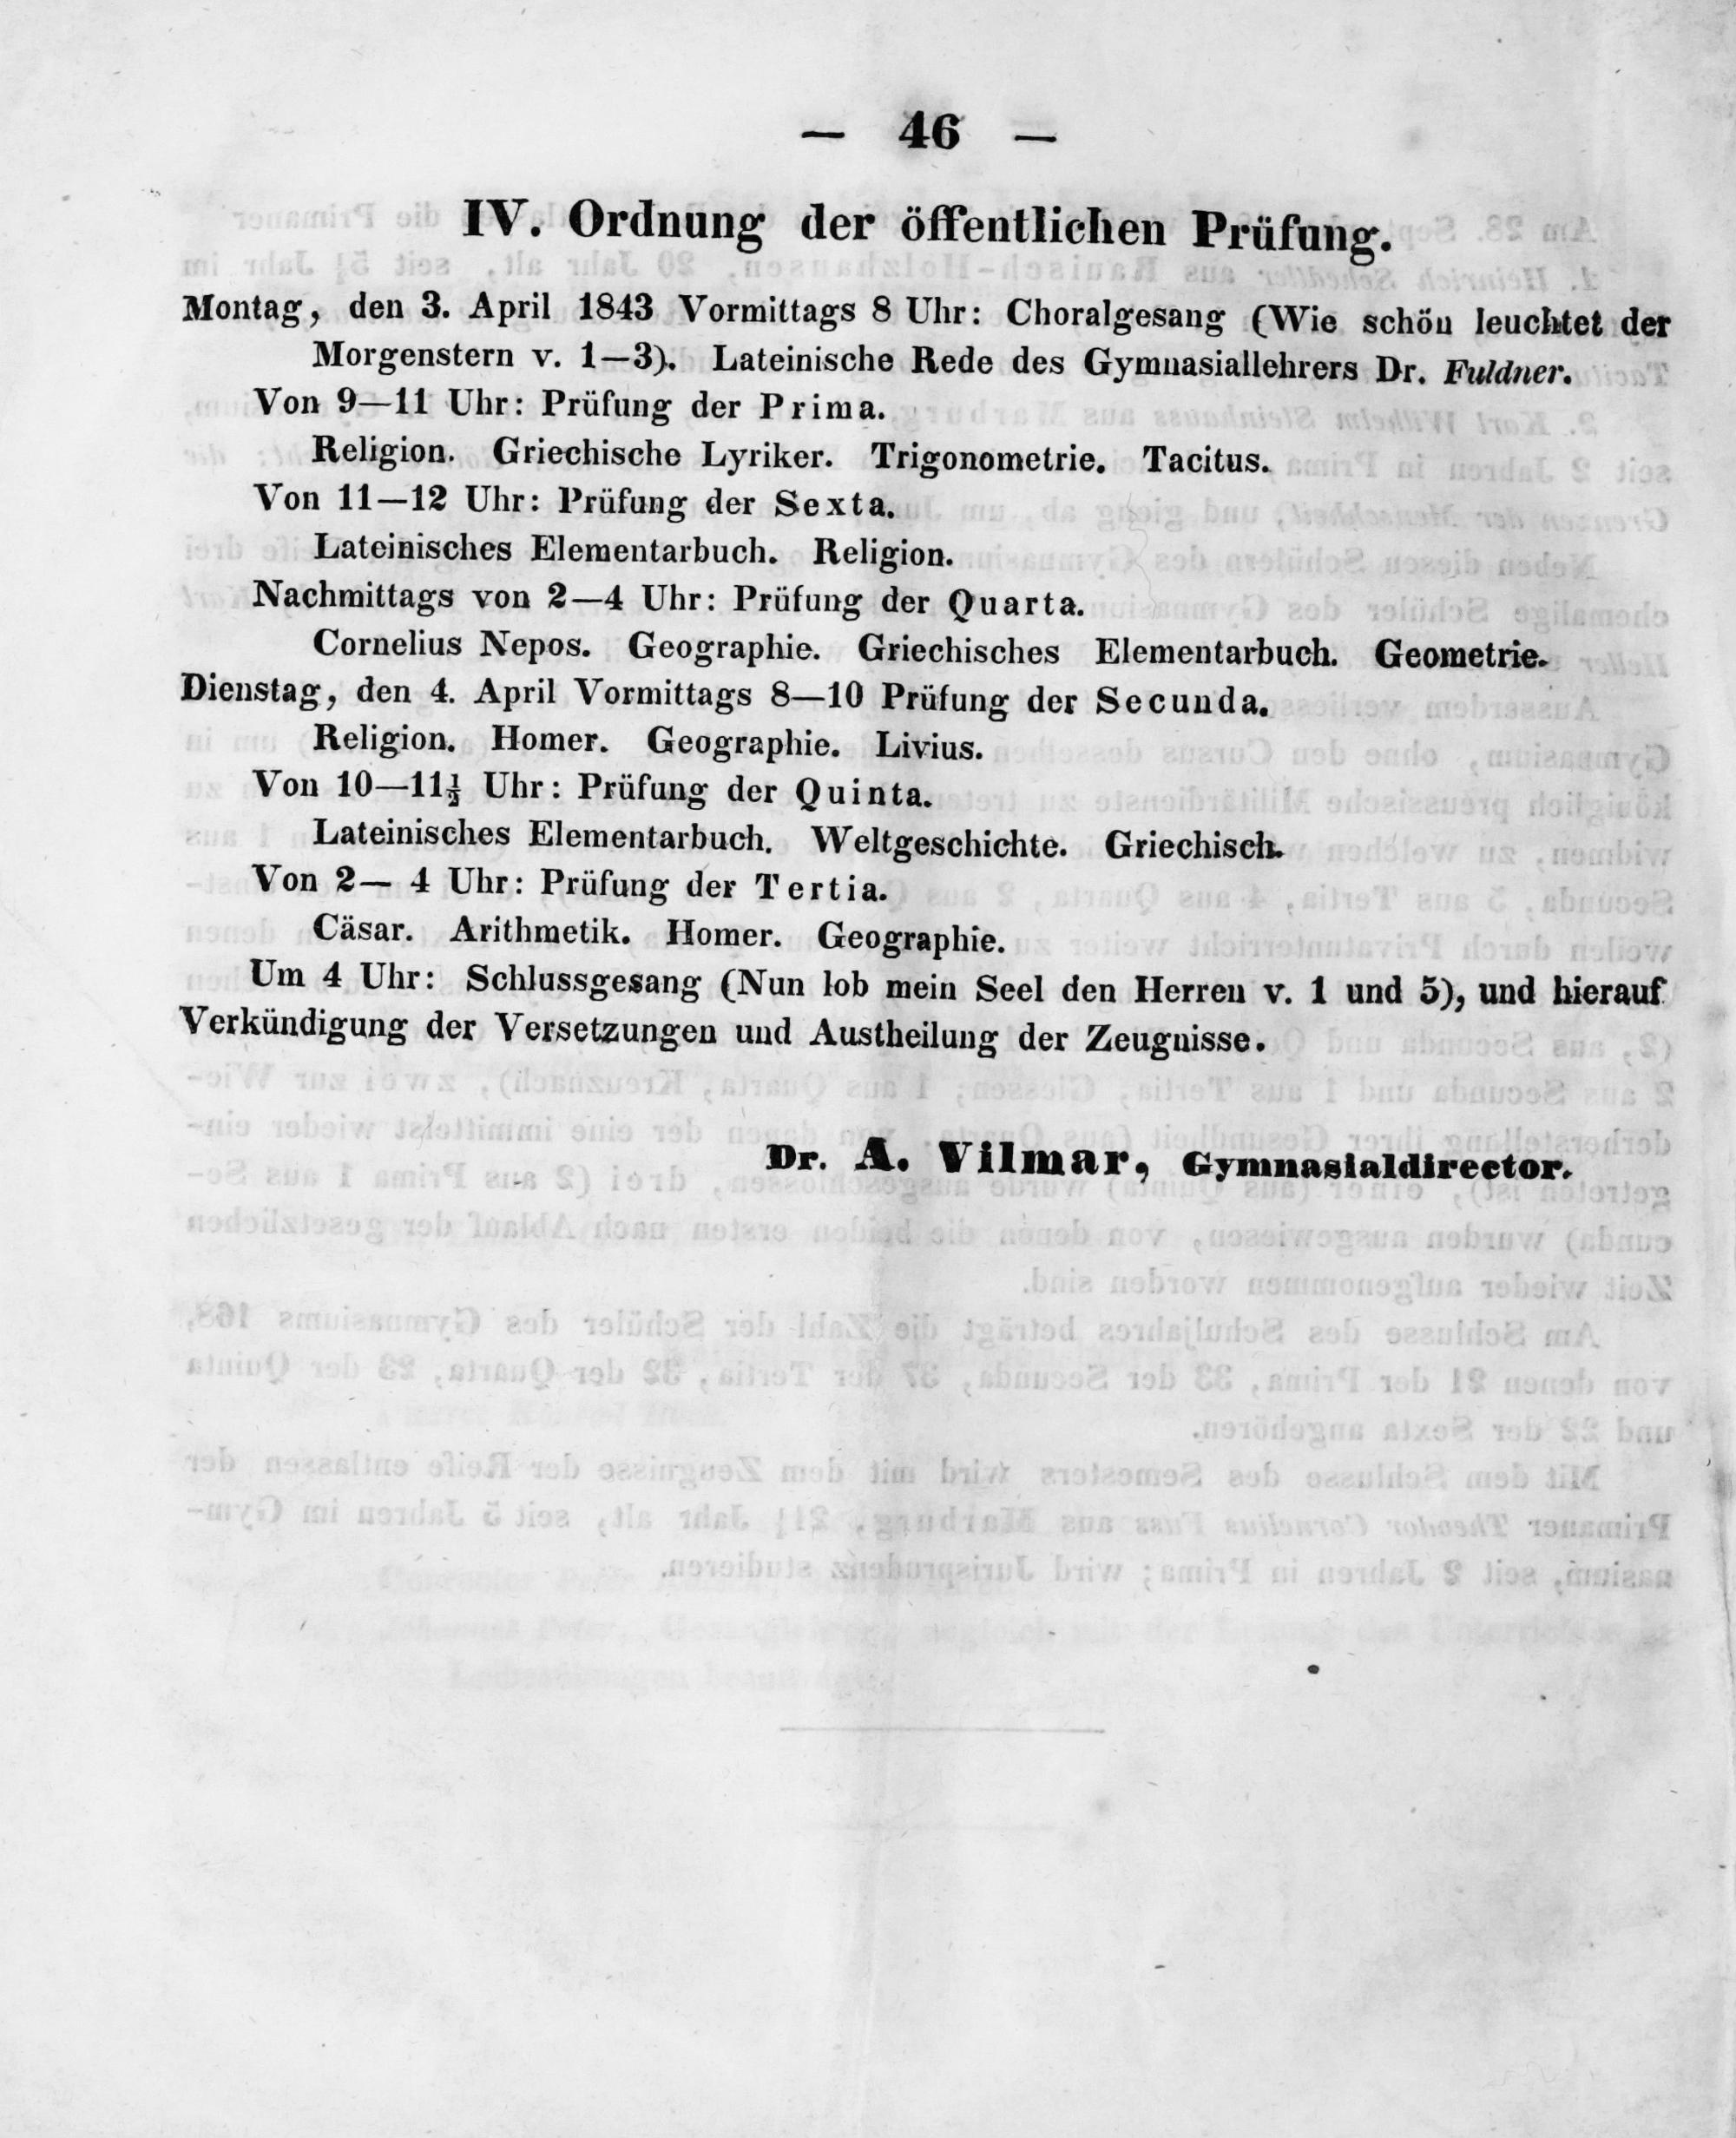 — 46 —
IV. Ordnung der öffentlichen Prüfung.
Montag, den 3. April 1843 Vormittags 8 Uhr: Choralgesang (Wie schön leuchtet der
Morgenstern v. 1—3). Lateinische Rede des Gymnasiallehrers Dr. Fuldner.
Von 9—11 Uhr: Prüfung der Prima.
Religion. Griechische Lyriker. Trigonometrie. Tacitus.
Von 11—12 Uhr: Prüfung der Sexta.
Lateinisches Elementarbuch. Religion.
Nachmittags von 2—4 Uhr: Prüfung der Quarta.
Cornelius Nepos. Geographie. Griechisches Elementarbuch. Geometrie.
Dienstag, den 4. April Vormittags 8—10 Prüfung der Secunda.
Religion. Homer. Geographie. Livius.
Von 10—11½ Uhr: Prüfung der Quinta.
Lateinisches Elementarbuch. Weltgeschichte. Griechisch.
Von 2— 4 Uhr: Prüfung der Tertia.
Cäsar. Arithmetik. Homer. Geographie.
Um 4 Uhr: Schlussgesang (Nun lob mein Seel den Herren v. 1 und 5), und hierauf
Verkündigung der Versetzungen und Austheilung der Zeugnisse.
Dr. A. Vilmar, Gymnasialdirector.